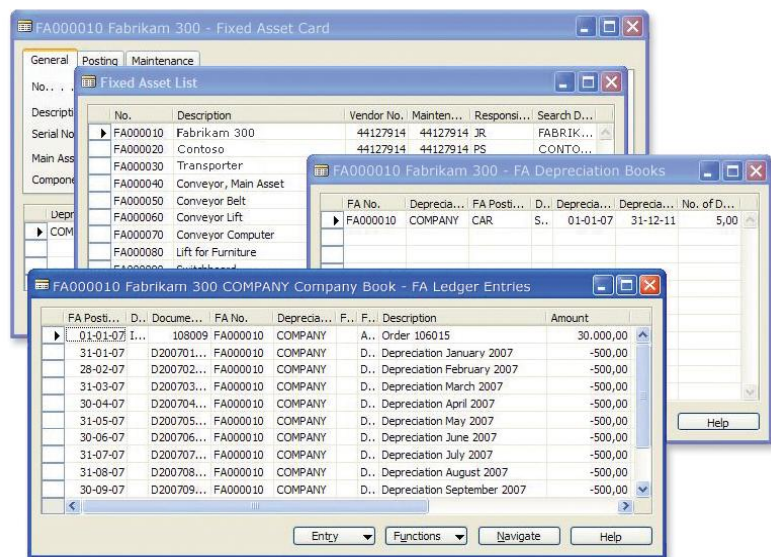 FA000010 Fabrikam 300 - Fixed Asset Card
General Posting Maintenance
No.. . .
Descripti
Serial No
Main Ass
Compone
Depr
COM
Fixed Asset List
No. Description Vendor No. Mainten... Responsi... Search D...
FA000010 Fabrikam 300 44127914 44127914 JR FABRIK...
FA000020 Contoso 44127914 44127914 PS CONTO...
FA000030 Transporter
FA000040 Conveyor, Main Asset
FA000050 Conveyor Belt
FA000060 Conveyor Lift
FA000070 Conveyor Computer
FA000080 Lift for Furniture
FA000010 Fabrikam 300 - FA Depreciation Books
FA No. Deprecia... FA Posti... D.. Deprecia... Deprecia... No. of D...
FA000010 COMPANY CAR S.. 01-01-07 31-12-11 5,00
Help
FA000010 Fabrikam 300 COMPANY Company Book - FA Ledger Entries
FA Posti... D.. Docume... FA No. Deprecia... F... F... Description Amount
01-01-07 I... 108009 FA000010 COMPANY A.. Order 106015 30.000,00
31-01-07 D200701... FA000010 COMPANY D.. Depreciation January 2007 -500,00
28-02-07 D200702... FA000010 COMPANY D.. Depreciation February 2007 -500,00
31-03-07 D200703... FA000010 COMPANY D.. Depreciation March 2007 -500,00
30-04-07 D200704... FA000010 COMPANY D.. Depreciation April 2007 -500,00
31-05-07 D200705... FA000010 COMPANY D.. Depreciation May 2007 -500,00
30-06-07 D200706... FA000010 COMPANY D.. Depreciation June 2007 -500,00
31-07-07 D200707... FA000010 COMPANY D.. Depreciation July 2007 -500,00
31-08-07 D200708... FA000010 COMPANY D.. Depreciation August 2007 -500,00
30-09-07 D200709... FA000010 COMPANY D.. Depreciation September 2007 -500,00
Entry Functions Navigate Help